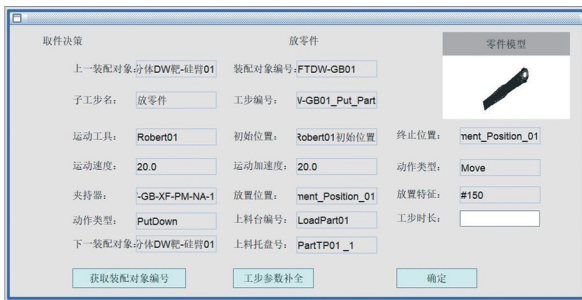 取件决策 放零件 零件模型
上一装配对象: 分体DW靶-硅臂01 装配对象编号: FTDW-GB01
子工步名: 放零件 工步编号: V-GB01_Put_Part
运动工具: Robert01 初始位置: Robert01初始位置 终止位置: ment_Position_01
运动速度: 20.0 运动加速度: 20.0 动作类型: Move
夹持器: -GB-XF-PM-NA-1 放置位置: ment_Position_01 放置特征: #150
动作类型: PutDown 上料台编号: LoadPart01 工步时长:
下一装配对象: 分体DW靶-硅臂01 上料托盘号: PartTP01 _1
获取装配对象编号 工步参数补全 确定